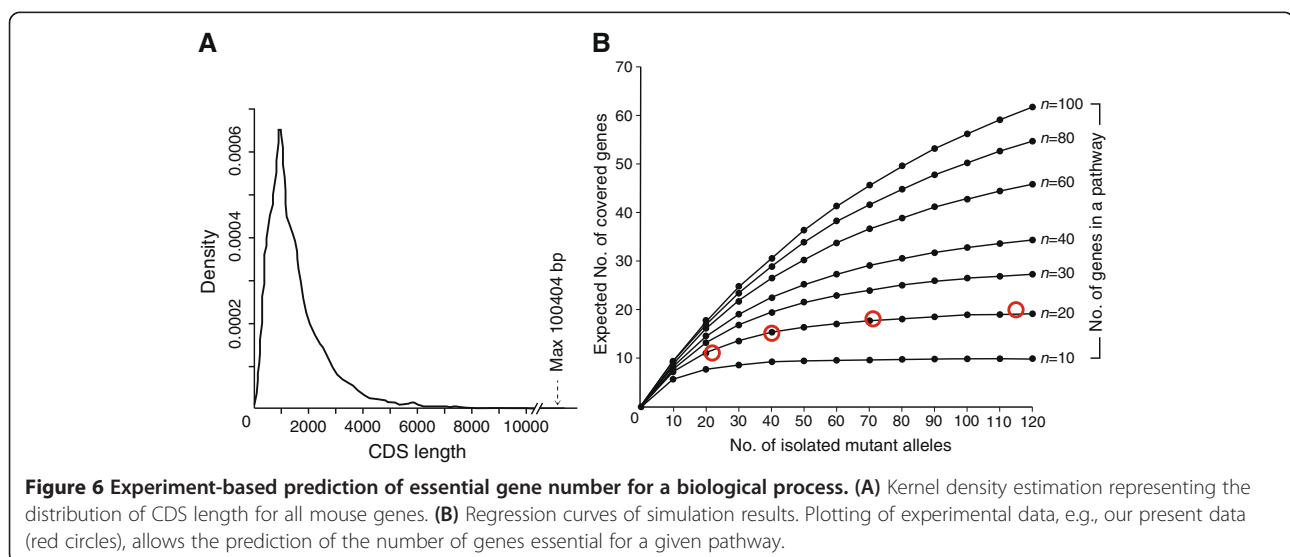 A
Density
0.0002 0.0004 0.0006
0 2000 4000 6000 8000 10000
CDS length
Max 100404 bp
B
Expected No. of covered genes
70
60
50
40
30
20
10
0 10 20 30 40 50 60 70 80 90 100 110 120
No. of isolated mutant alleles
n=100
n=80
n=60
n=40
n=30
n=20
n=10
No. of genes in a pathway
Figure 6 Experiment-based prediction of essential gene number for a biological process. (A) Kernel density estimation representing the
distribution of CDS length for all mouse genes. (B) Regression curves of simulation results. Plotting of experimental data, e.g., our present data
(red circles), allows the prediction of the number of genes essential for a given pathway.